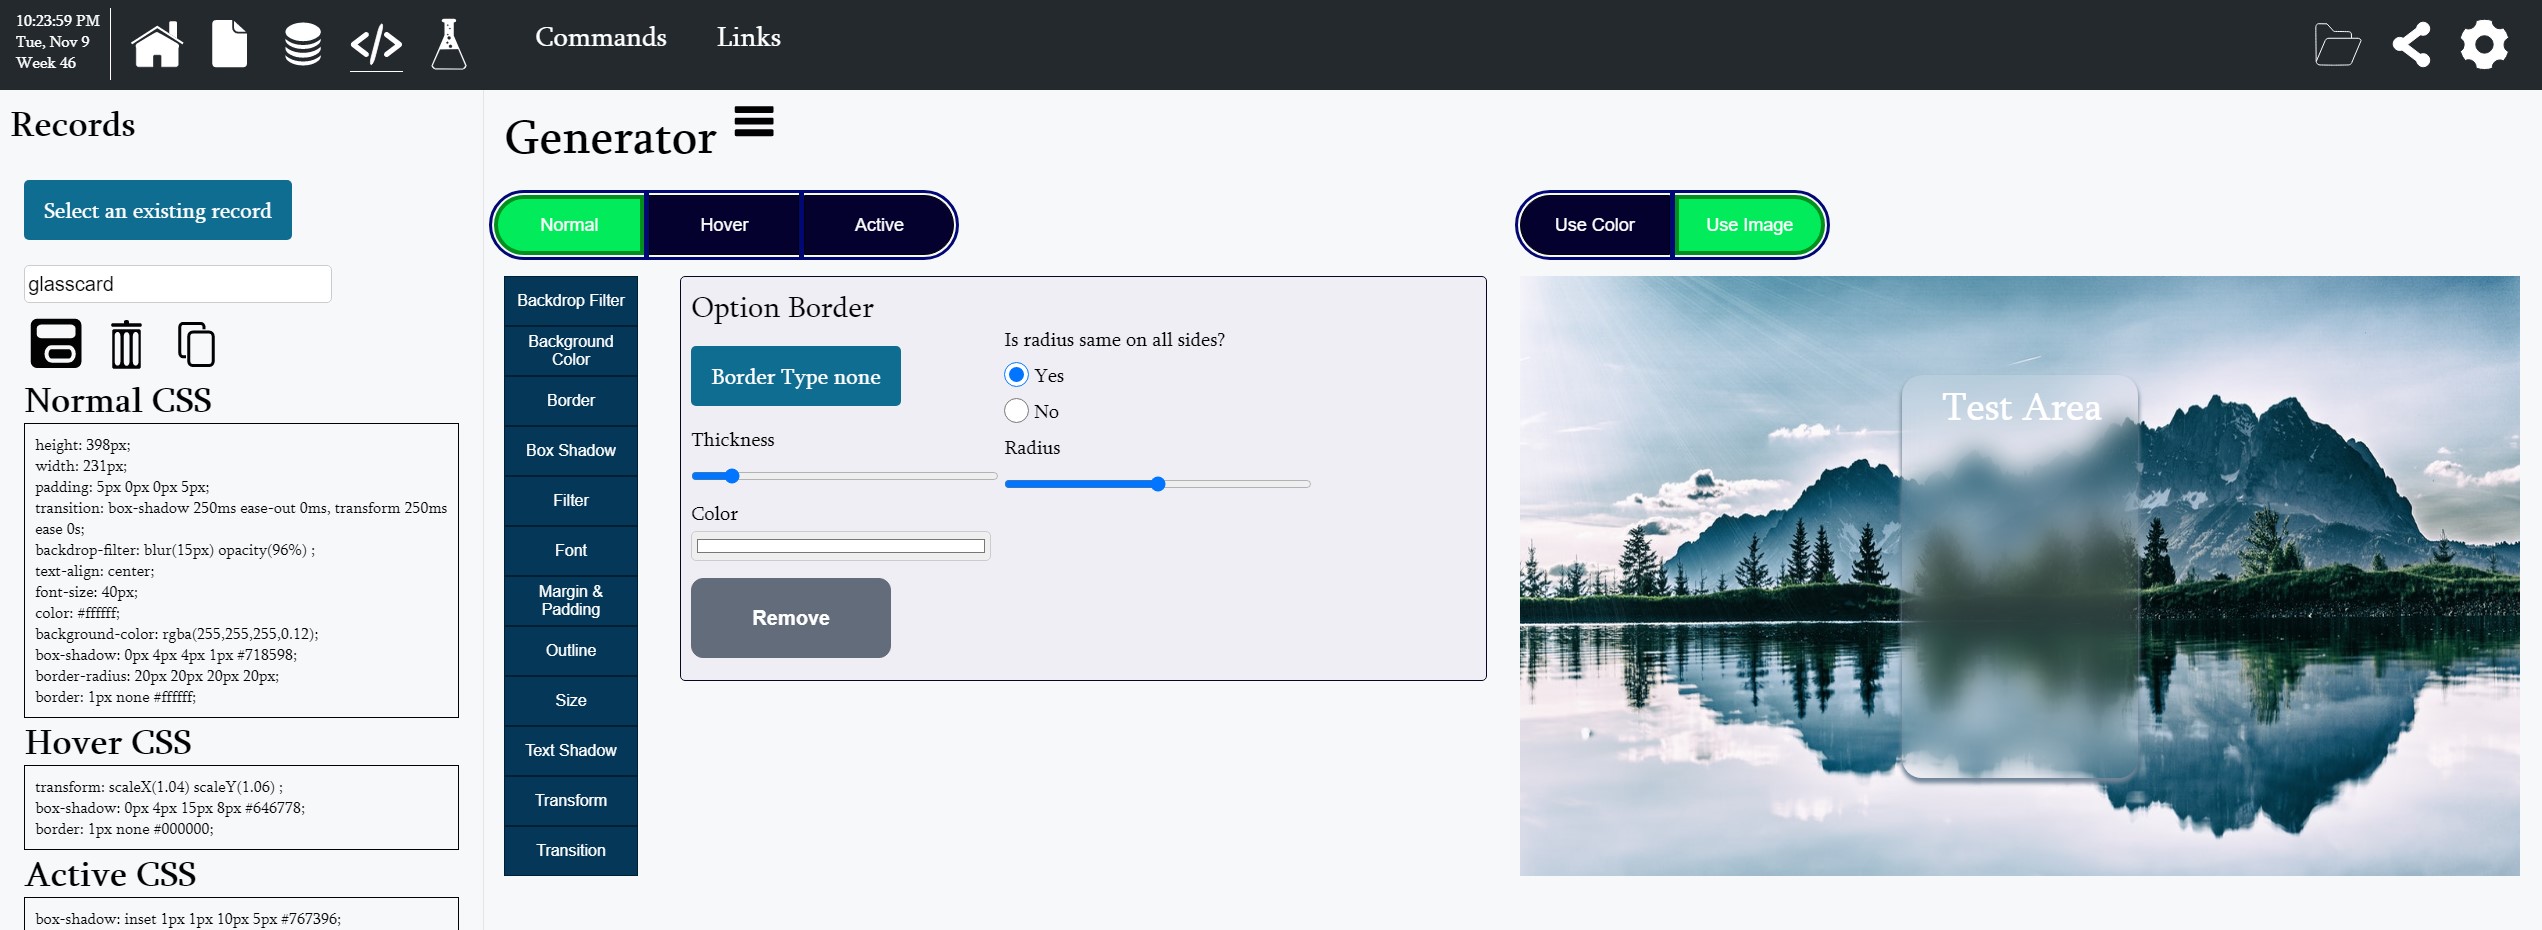 10:23:59 PM
Tue, Nov 9
Week 46
Commands
Links
Records
Select an existing record
glasscard
Normal CSS
height: 398px;
width: 231px;
padding: 5px 0px 0px 5px;
transition: box-shadow 250ms ease-out 0ms, transform 250ms
ease 0s;
backdrop-filter: blur(15px) opacity(96%) ;
text-align: center;
font-size: 40px;
color: #ffffff;
background-color: rgba(255,255,255,0.12);
box-shadow: 0px 4px 4px 1px #718598;
border-radius: 20px 20px 20px 20px;
border: 1px none #ffffff;
Hover CSS
transform: scaleX(1.04) scaleY(1.06) ;
box-shadow: 0px 4px 15px 8px #646778;
border: 1px none #000000;
Active CSS
box-shadow: inset 1px 1px 10px 5px #767396;
Generator
Normal
Hover
Active
Backdrop Filter
Background
Color
Border
Box Shadow
Filter
Font
Margin &
Padding
Outline
Size
Text Shadow
Transform
Transition
Option Border
Border Type none
Thickness
Color
Remove
Is radius same on all sides?
Yes
No
Radius
Use Color
Use Image
Test Area